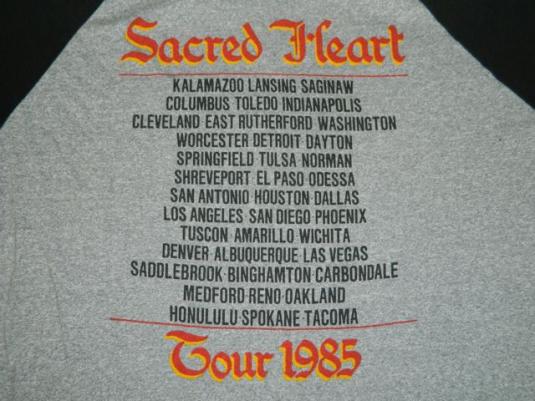 Sacred Heart
KALAMAZOO LANSING SAGINAW
COLUMBUS TOLEDO INDIANAPOLIS
CLEVELAND EAST RUTHERFORD WASHINGTON
WORCESTER DETROIT DAYTON
SPRINGFIELD TULSA NORMAN
SHREVEPORT EL PASO ODESSA
SAN ANTONIO HOUSTON DALLAS
LOS ANGELES SAN DIEGO PHOENIX
TUSCON AMARILLO WICHITA
DENVER ALBUQUERQUE LAS VEGAS
SADDLEBROOK BINGHAMTON CARBONDALE
MEDFORD RENO OAKLAND
HONULULU SPOKANE TACOMA
Tour 1985